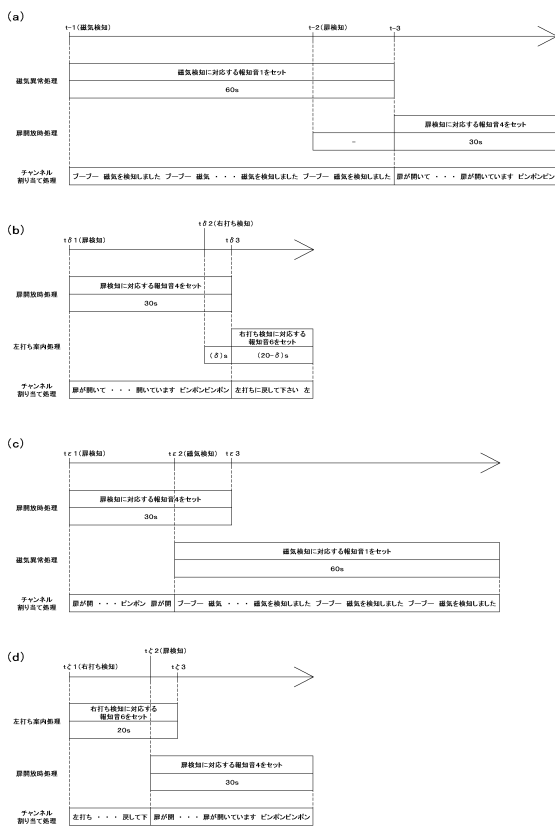 (a)
t-1(磁気検知)
t-2(扉検知)
t-3
磁気異常処理
磁気検知に対応する報知音1をセット
60s
扉開放時処理
扉検知に対応する報知音4をセット
-
30s
チャンネル
割り当て処理
ブーブー 磁気を検知しました ブーブー 磁気 ・・・ 磁気を検知しました ブーブー 磁気を検知しました
扉が開いて ・・・ 扉が開いています ピンポンピン
(b)
tδ1(扉検知)
tδ2(右打ち検知)
tδ3
扉開放時処理
扉検知に対応する報知音4をセット
30s
左打ち案内処理
右打ち検知に対応する
報知音6をセット
(δ)s
(20-δ)s
チャンネル
割り当て処理
扉が開いて ・・・ 開いています ピンポンピンポン
左打ちに戻して下さい 左
(c)
tε1(扉検知)
tε2(磁気検知)
tε3
扉開放時処理
扉検知に対応する報知音4をセット
30s
磁気異常処理
磁気検知に対応する報知音1をセット
60s
チャンネル
割り当て処理
扉が開 ・・・ ピンポン 扉が開
ブーブー 磁気 ・・・ 磁気を検知しました ブーブー 磁気を検知しました ブーブー 磁気を検知しました
(d)
tζ1(右打ち検知)
tζ2(扉検知)
tζ3
左打ち案内処理
右打ち検知に対応する
報知音6をセット
20s
扉開放時処理
扉検知に対応する報知音4をセット
30s
チャンネル
割り当て処理
左打ち ・・・ 戻して下
扉が開 ・・・ 扉が開いています ピンポンピンポン